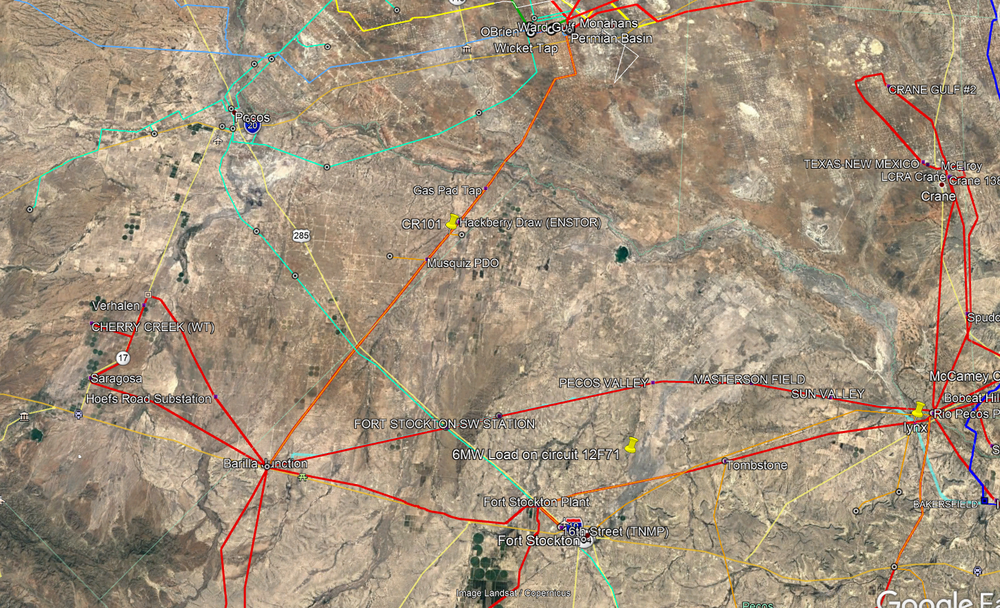 OBrien
Ward Gulf
Monahans
Permian Basin
Wicket Tap
CRANE GULF #2
Pecos
20
TEXAS NEW MEXICO
McElroy
LCRA Crane
Crane 138
Crane
Gas Pad Tap
CR101
Hackberry Draw (ENSTOR)
285
Musquiz PDO
Verhalen
CHERRY CREEK (WT)
Spudd
17
Saragosa
PECOS VALLEY
MASTERSON FIELD
McCamey C
Hoefs Road Substation
SUN VALLEY
Bobcat Hil
Rio Pecos P
FORT STOCKTON SW STATION
lynx
6MW Load on circuit 12F71
S
Barilla Junction
Tombstone
Fort Stockton Plant
BAKERSFIELD
10
16th Street (TNMP)
Fort Stockton
Image Landsat / Copernicus
Google E
Pecos